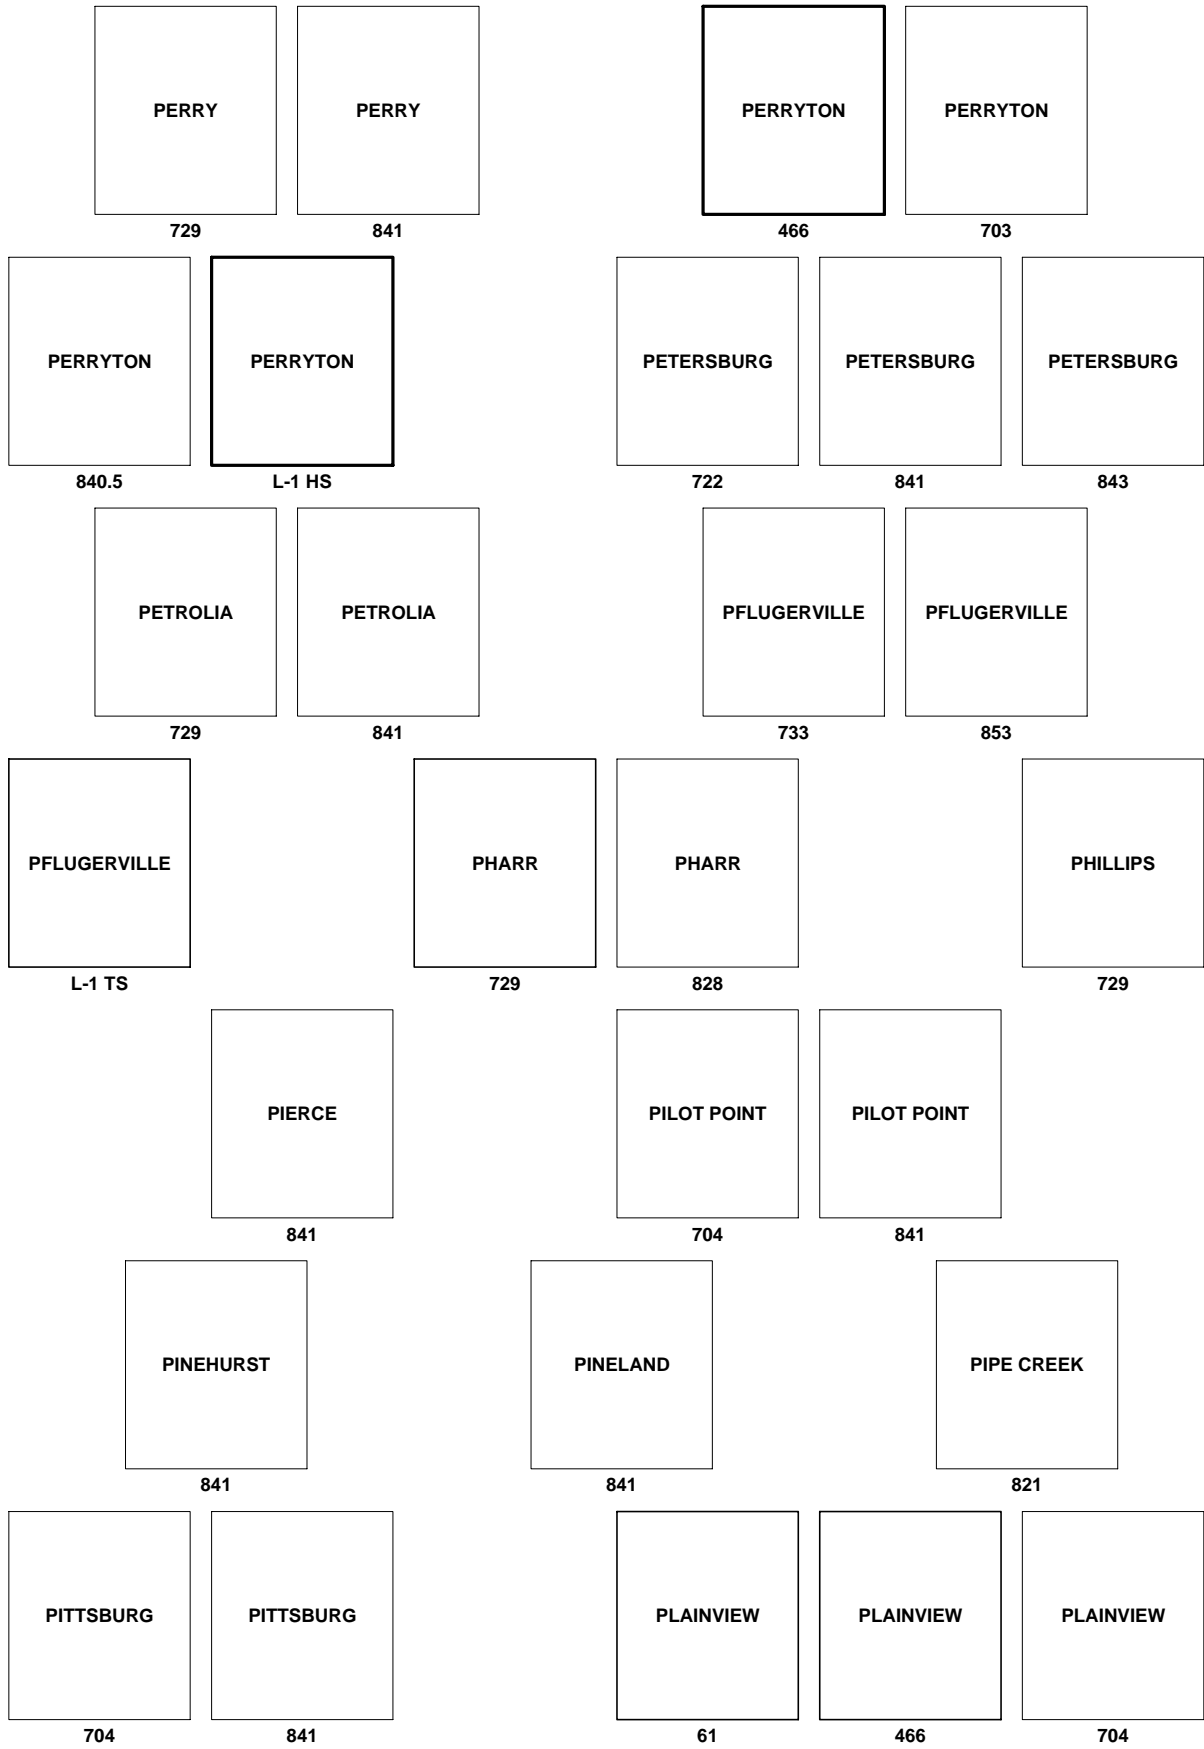 PERRY PERRY PERRYTON PERRYTON
729 841 466 703
PERRYTON PERRYTON PETERSBURG PETERSBURG PETERSBURG
840.5 L-1 HS 722 841 843
PETROLIA PETROLIA PFLUGERVILLE PFLUGERVILLE
729 841 733 853
PFLUGERVILLE PHARR PHARR PHILLIPS
L-1 TS 729 828 729
PIERCE PILOT POINT PILOT POINT
841 704 841
PINEHURST PINELAND PIPE CREEK
841 841 821
PITTSBURG PITTSBURG PLAINVIEW PLAINVIEW PLAINVIEW
704 841 61 466 704